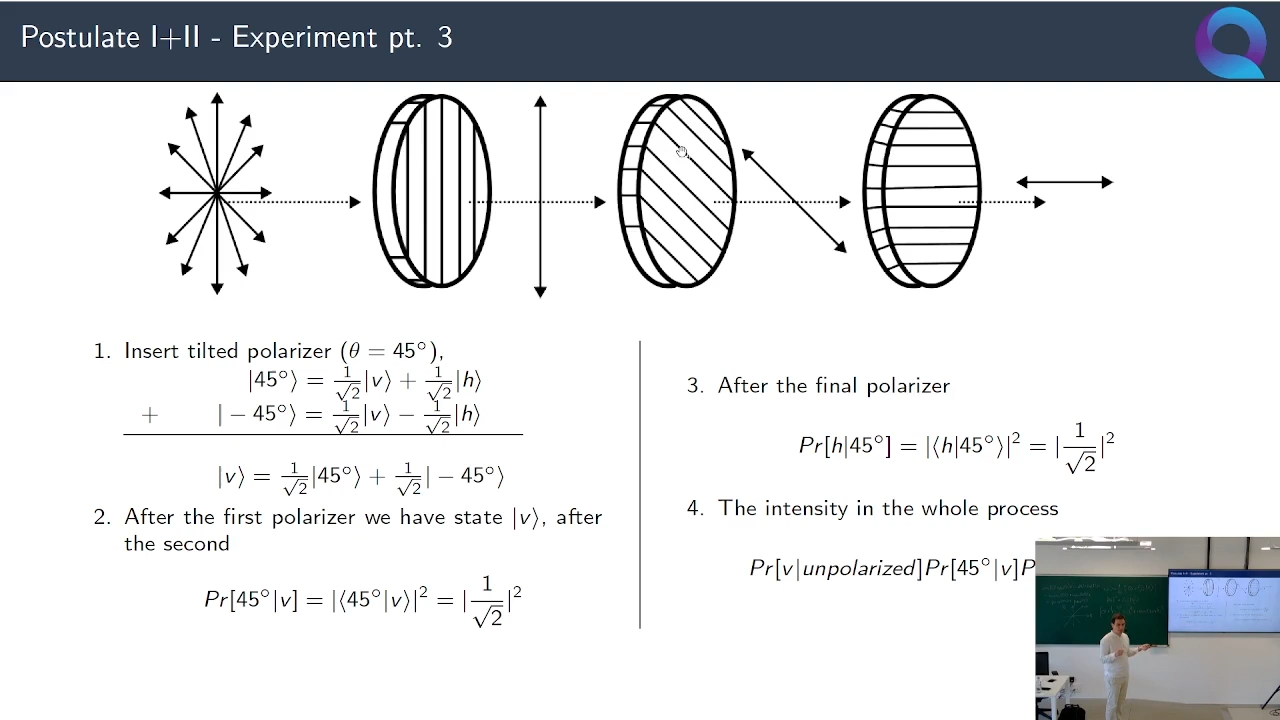 Postulate I+II - Experiment pt. 3
1. Insert tilted polarizer (θ = 45°),
|45°⟩ = 1/√2|v⟩ + 1/√2|h⟩
+ | − 45°⟩ = 1/√2|v⟩ − 1/√2|h⟩
|v⟩ = 1/√2|45°⟩ + 1/√2| − 45°⟩
2. After the first polarizer we have state |v⟩, after
the second
Pr[45°|v] = |⟨45°|v⟩|² = |1/√2|²
3. After the final polarizer
Pr[h|45°] = |⟨h|45°⟩|² = |1/√2|²
4. The intensity in the whole process
Pr[v|unpolarized]Pr[45°|v]P